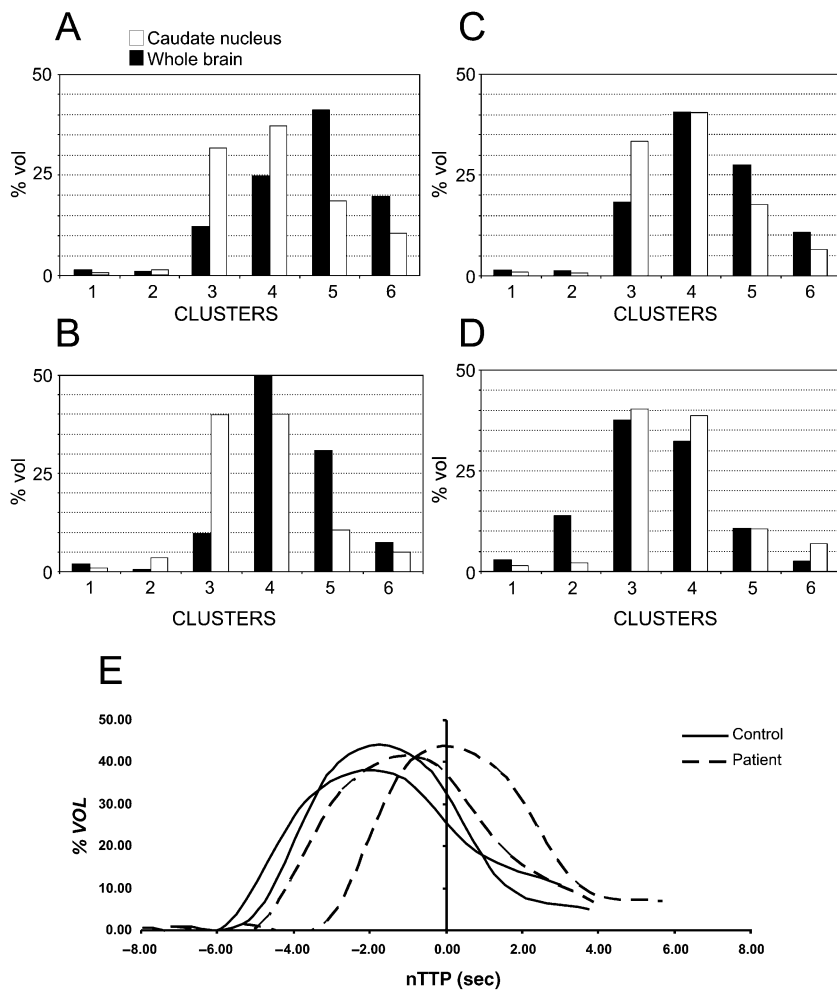 A
Caudate nucleus
Whole brain
50
25
0
% vol
1 2 3 4 5 6
CLUSTERS
C
50
25
0
% vol
1 2 3 4 5 6
CLUSTERS
B
50
25
0
% vol
1 2 3 4 5 6
CLUSTERS
D
50
25
0
% vol
1 2 3 4 5 6
CLUSTERS
E
50.00
40.00
30.00
20.00
10.00
0.00
% VOL
Control
Patient
–8.00 –6.00 –4.00 –2.00 0.00 2.00 4.00 6.00 8.00
nTTP (sec)